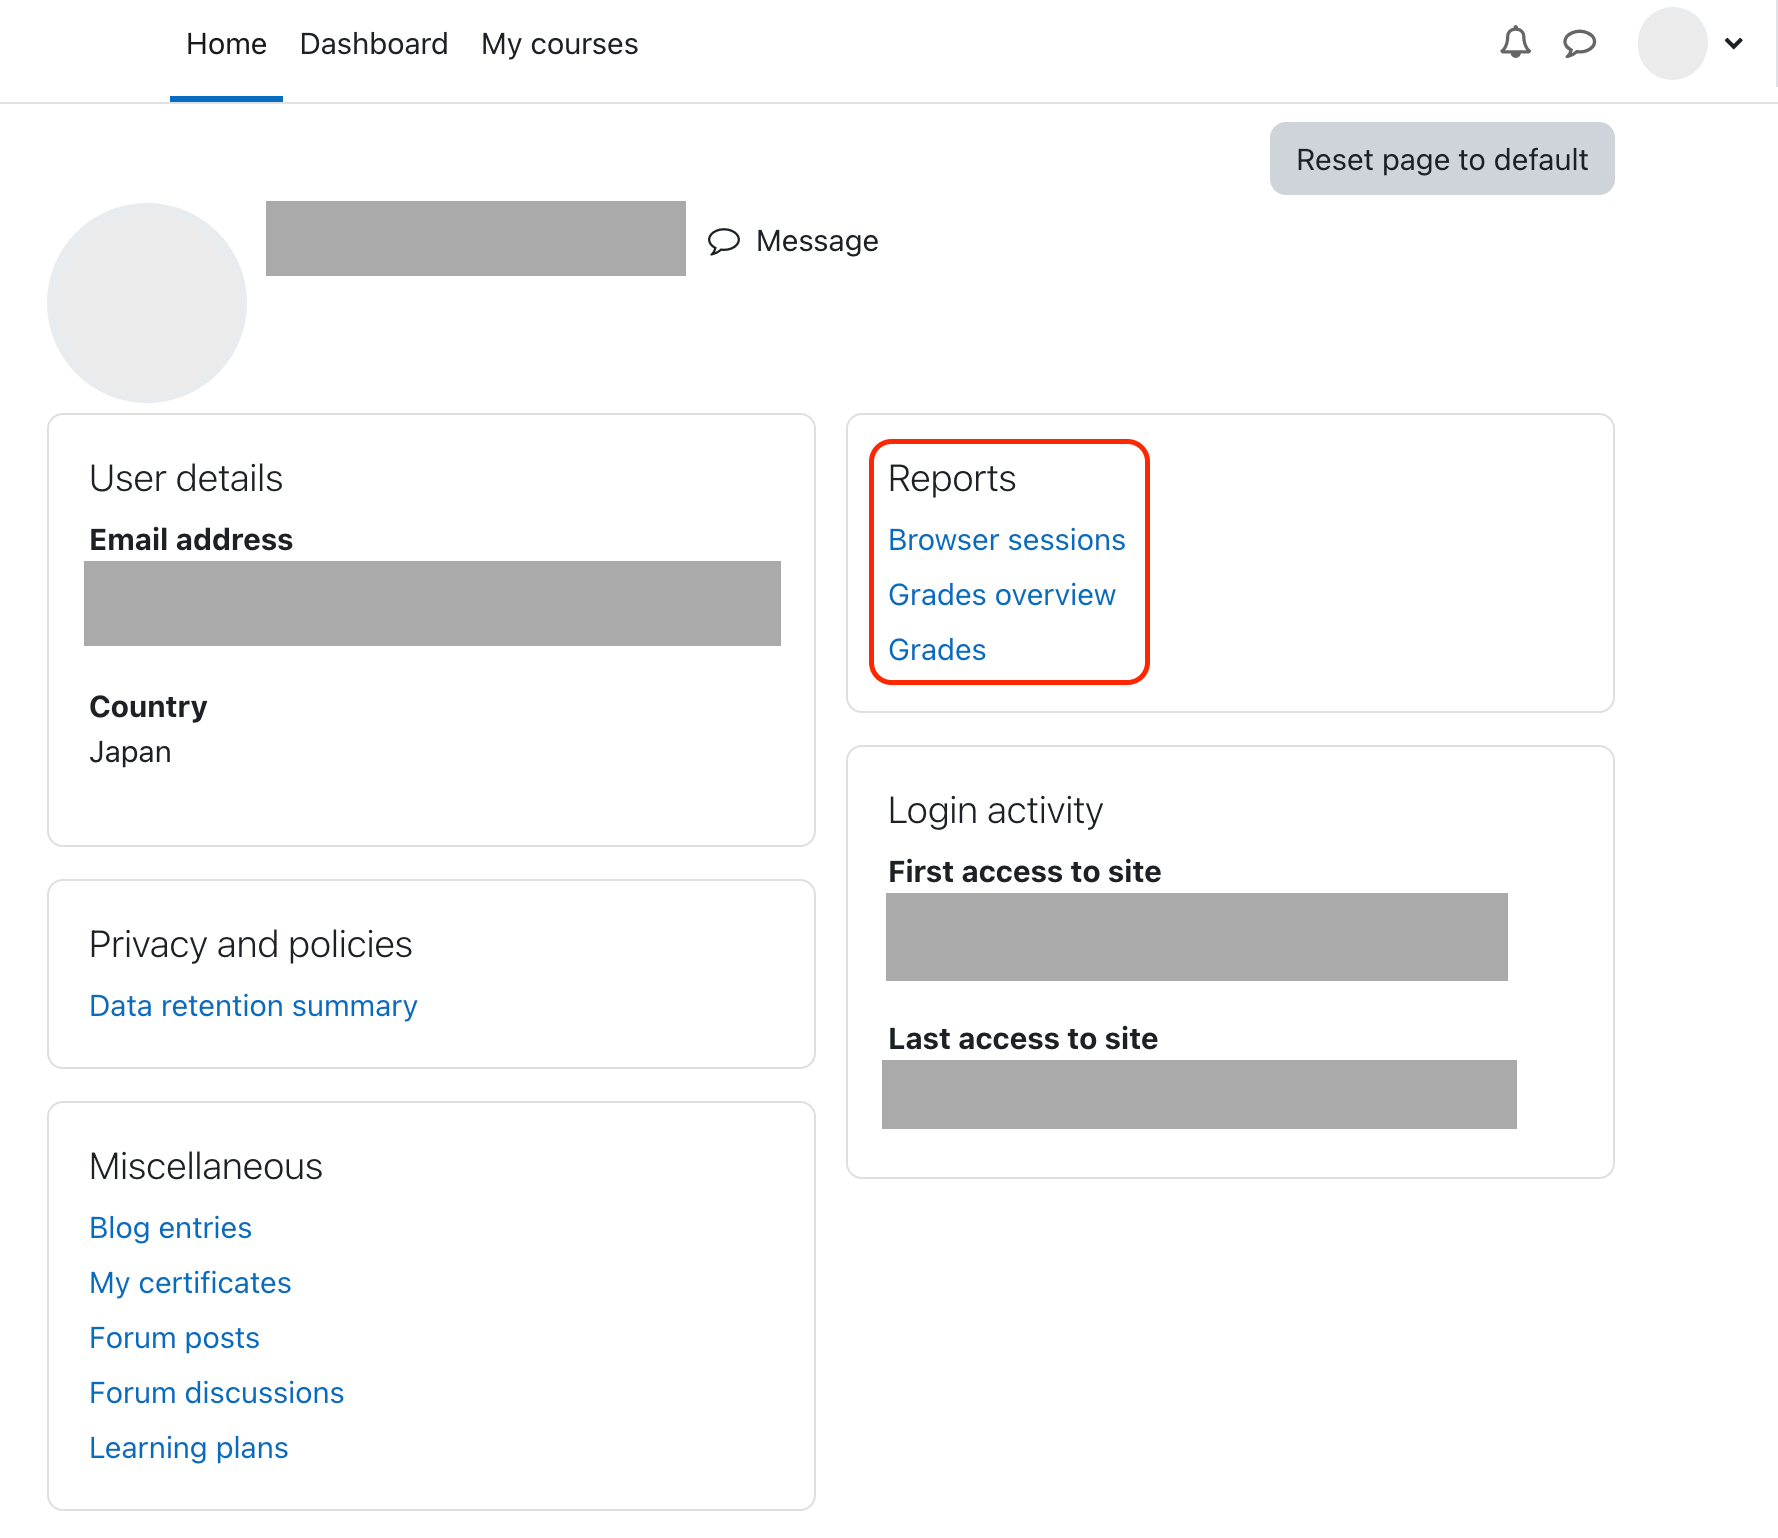 Home Dashboard My courses
Reset page to default
Message
User details
Email address
Country
Japan
Privacy and policies
Data retention summary
Miscellaneous
Blog entries
My certificates
Forum posts
Forum discussions
Learning plans
Reports
Browser sessions
Grades overview
Grades
Login activity
First access to site
Last access to site